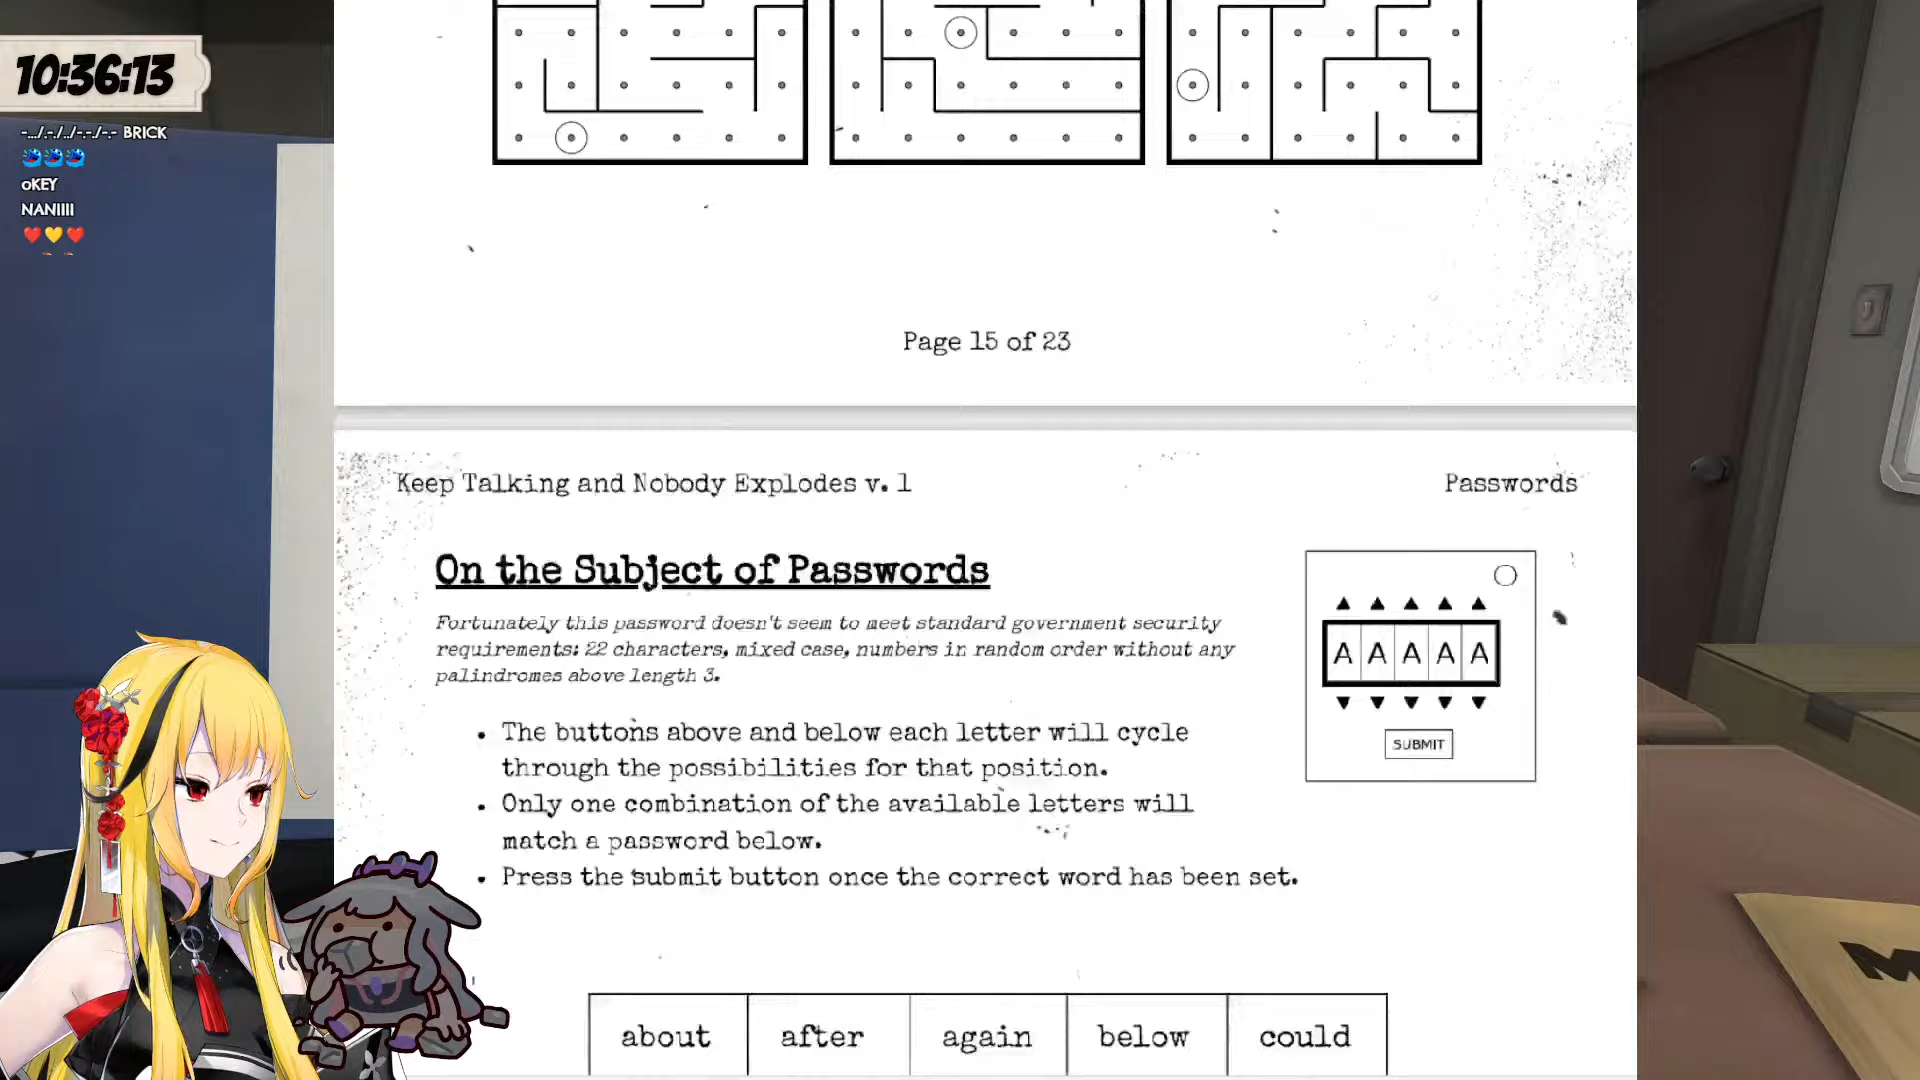 10:36:13
-.../.-./../-.-./-.- BRICK
oKEY
NANIIII
Page 15 of 23
Keep Talking and Nobody Explodes v. 1
Passwords
On the Subject of Passwords
Fortunately this password doesn't seem to meet standard government security
requirements: 22 characters, mixed case, numbers in random order without any
palindromes above length 3.
A A A A A
SUBMIT
• The buttons above and below each letter will cycle
through the possibilities for that position.
• Only one combination of the available letters will
match a password below.
• Press the submit button once the correct word has been set.
about after again below could